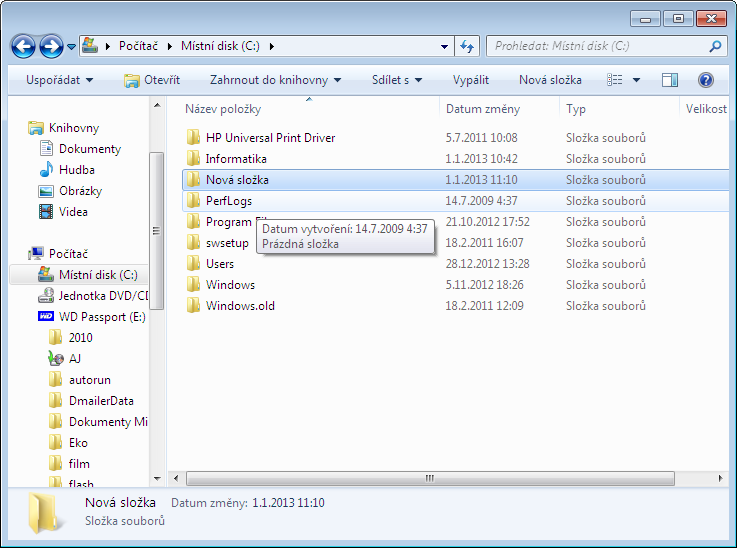 Počítač Místní disk (C:) Prohledat: Místní disk (C:)
Uspořádat Otevřít Zahrnout do knihovny Sdílet s Vypálit Nová složka
Název položky Datum změny Typ Velikost
Knihovny
Dokumenty
Hudba
Obrázky
Videa
Počítač
Místní disk (C:)
Jednotka DVD/CD
WD WD Passport (E:)
2010
AJ
autorun
DmailerData
Dokumenty Mi
Eko
film
flash
HP Universal Print Driver 5.7.2011 10:08 Složka souborů
Informatika 1.1.2013 10:42 Složka souborů
Nová složka 1.1.2013 11:10 Složka souborů
PerfLogs 14.7.2009 4:37 Složka souborů
Program Fil 21.10.2012 17:52 Složka souborů
swsetup 18.2.2011 16:07 Složka souborů
Users 28.12.2012 13:28 Složka souborů
Windows 5.11.2012 18:26 Složka souborů
Windows.old 18.2.2011 12:09 Složka souborů
Datum vytvoření: 14.7.2009 4:37
Prázdná složka
Nová složka Datum změny: 1.1.2013 11:10
Složka souborů